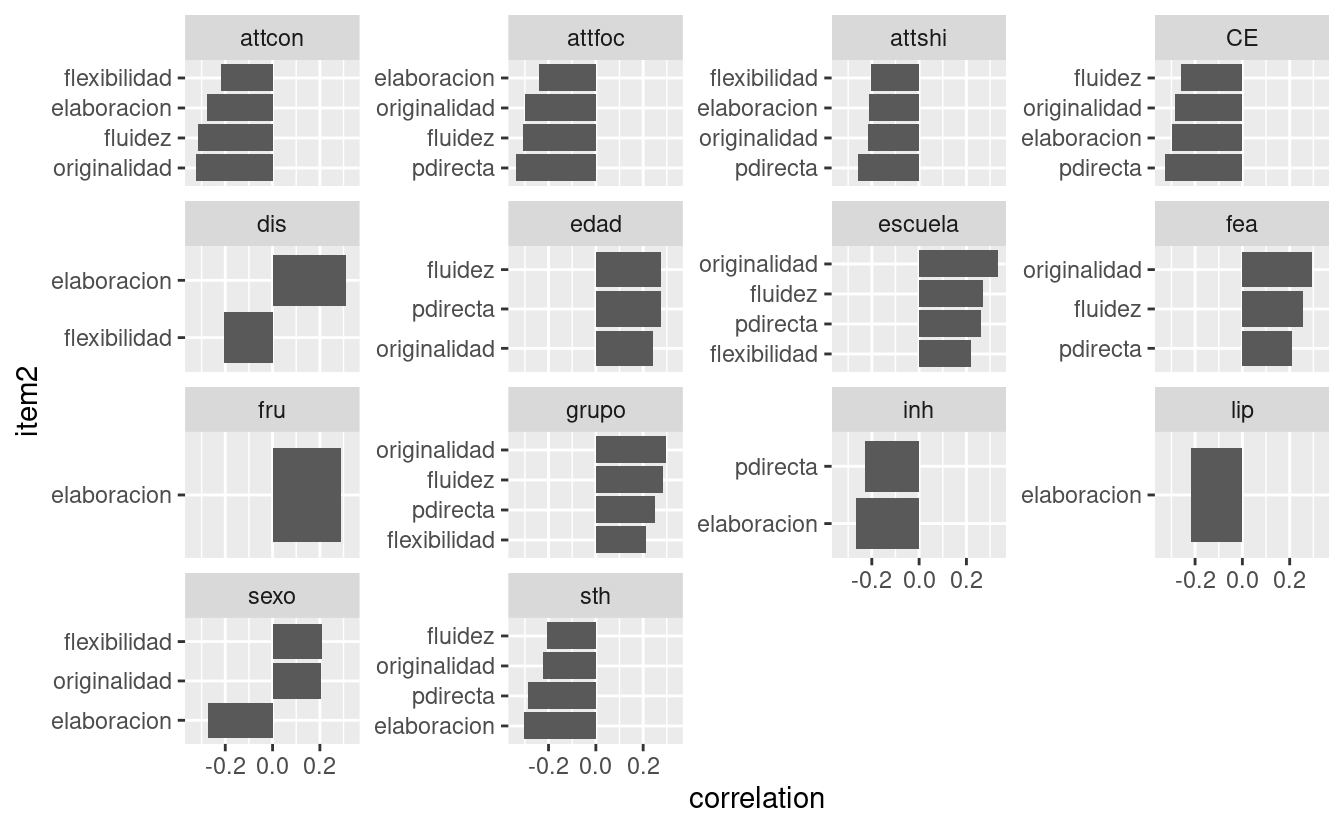 attcon
flexibilidad
elaboracion
fluidez
originalidad
attfoc
elaboracion
originalidad
fluidez
pdirecta
attshi
flexibilidad
elaboracion
originalidad
pdirecta
CE
fluidez
originalidad
elaboracion
pdirecta
dis
elaboracion
flexibilidad
edad
fluidez
pdirecta
originalidad
escuela
originalidad
fluidez
pdirecta
flexibilidad
fea
originalidad
fluidez
pdirecta
fru
elaboracion
grupo
originalidad
fluidez
pdirecta
flexibilidad
inh
pdirecta
elaboracion
-0.2 0.0 0.2
lip
elaboracion
-0.2 0.0 0.2
sexo
flexibilidad
originalidad
elaboracion
-0.2 0.0 0.2
sth
fluidez
originalidad
pdirecta
elaboracion
-0.2 0.0 0.2
item2
correlation